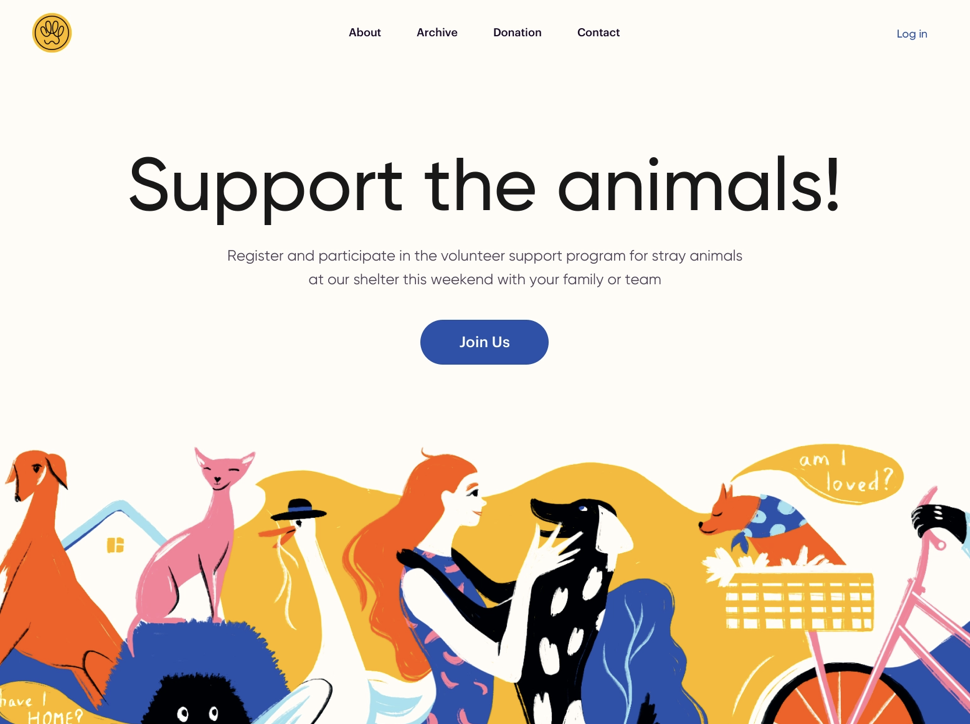 About Archive Donation Contact Log in
Support the animals!
Register and participate in the volunteer support program for stray animals
at our shelter this weekend with your family or team
Join Us
am I
loved?
have I
HOME?